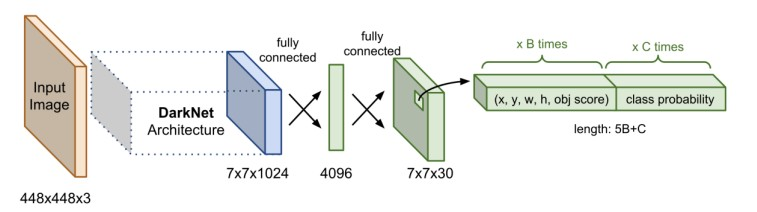 x B times
x C times
fully
connected
fully
connected
Input
Image
DarkNet
Architecture
(x, y, w, h, obj score)
class probability
length: 5B+C
7x7x1024
4096
7x7x30
448x448x3